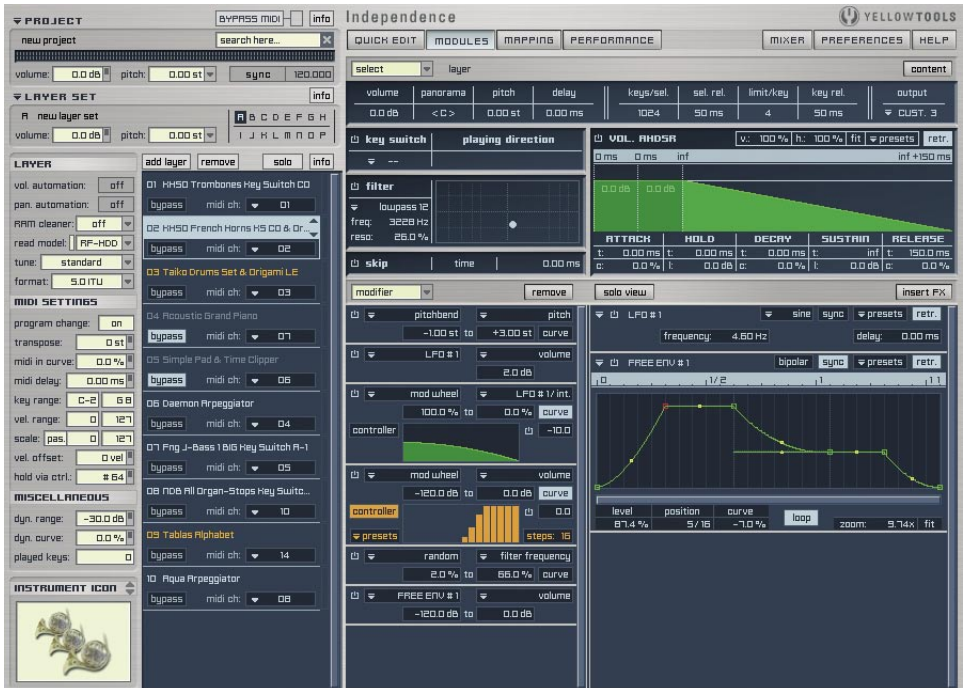 PROJECT
BYPASS MIDI
info
new project
search here...
volume: 0.0 dB pitch: 0.00 st sync 120.000
LAYER SET
info
A new layer set
A B C D E F G H
I J K L M N O P
volume: 0.0 dB pitch: 0.00 st
LAYER
vol. automation: off
pan. automation: off
RAM cleaner: off
read model: RF-HDD
tune: standard
format: 5.0 ITU
MIDI SETTINGS
program change: on
transpose: 0 st
midi in curve: 0.0 %
midi delay: 0.00 ms
key range: C-2 G8
vel. range: 0 127
scale: pas. 0 127
vel. offset: 0 vel
hold via ctrl.: # 64
MISCELLANEOUS
dyn. range: -30.0 dB
dyn. curve: 0.0 %
played keys: 0
INSTRUMENT ICON
add layer remove solo info
01 KH50 Trombones Key Switch CO
bypass midi ch: 01
02 KH50 French Horns KS CO & Or...
bypass midi ch: 02
03 Taiko Drums Set & Origami LE
bypass midi ch: 03
04 Acoustic Grand Piano
bypass midi ch: 07
05 Simple Pad & Time Clipper
bypass midi ch: 06
06 Daemon Arpeggiator
bypass midi ch: 04
07 Fng J-Bass 1 BIG Key Switch A-1
bypass midi ch: 05
08 NDB All Organ-Stops Key Switc...
bypass midi ch: 10
09 Tablas Alphabet
bypass midi ch: 14
10 Aqua Arpeggiator
bypass midi ch: 08
Independence
YELLOWTOOLS
QUICK EDIT MODULES MAPPING PERFORMANCE
MIXER PREFERENCES HELP
select layer
content
volume panorama pitch delay keys/sel. sel. rel. limit/key key rel. output
0.0 dB < C > 0.00 st 0.00 ms 1024 50 ms 4 50 ms CUST. 3
key switch playing direction
--
filter
lowpass 12
freq: 3228 Hz
reso: 26.0 %
skip time 0.00 ms
VOL. AHDSR
v.: 100 % h.: 100 % fit presets retr.
0 ms 0 ms inf inf +150 ms
0.0 dB 0.0 dB
ATTACK HOLD DECAY SUSTAIN RELEASE
t: 0.00 ms t: 0.00 ms t: 0.00 ms t: inf t: 150.0 ms
c: 0.0 % l: 0.0 dB c: 0.0 % l: 0.0 dB c: 0.0 %
modifier
remove
pitchbend pitch
-1.00 st to +3.00 st curve
LFO # 1 volume
2.0 dB
mod wheel LFO # 1 / int.
100.0 % to 0.0 % curve
controller
-10.0
mod wheel volume
-120.0 dB to 0.0 dB curve
controller
0.0
presets
steps: 16
random filter frequency
2.0 % to 66.0 % curve
FREE ENV # 1 volume
-120.0 dB to 0.0 dB
solo view
insert FX
LFO # 1 sine sync presets retr.
frequency: 4.60 Hz delay: 0.00 ms
FREE ENV # 1 bipolar sync presets retr.
0 1/2 1 1 1
level position curve
87.4 % 5/16 -7.0 %
loop
zoom: 9.74x fit